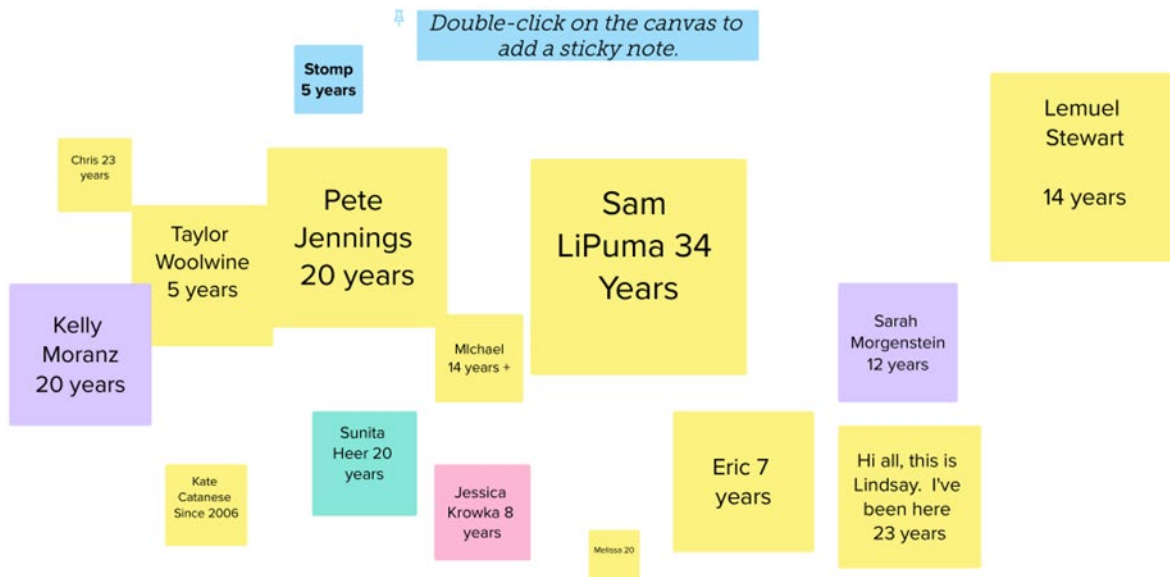 Double-click on the canvas to
add a sticky note.
Stomp
5 years
Lemuel
Stewart
14 years
Chris 23
years
Pete
Jennings
20 years
Sam
LiPuma 34
Years
Taylor
Woolwine
5 years
Kelly
Moranz
20 years
MIchael
14 years +
Sarah
Morgenstein
12 years
Sunita
Heer 20
years
Eric 7
years
Hi all, this is
Lindsay. I've
been here
23 years
Kate
Catanese
Since 2006
Jessica
Krowka 8
years
Melissa 20